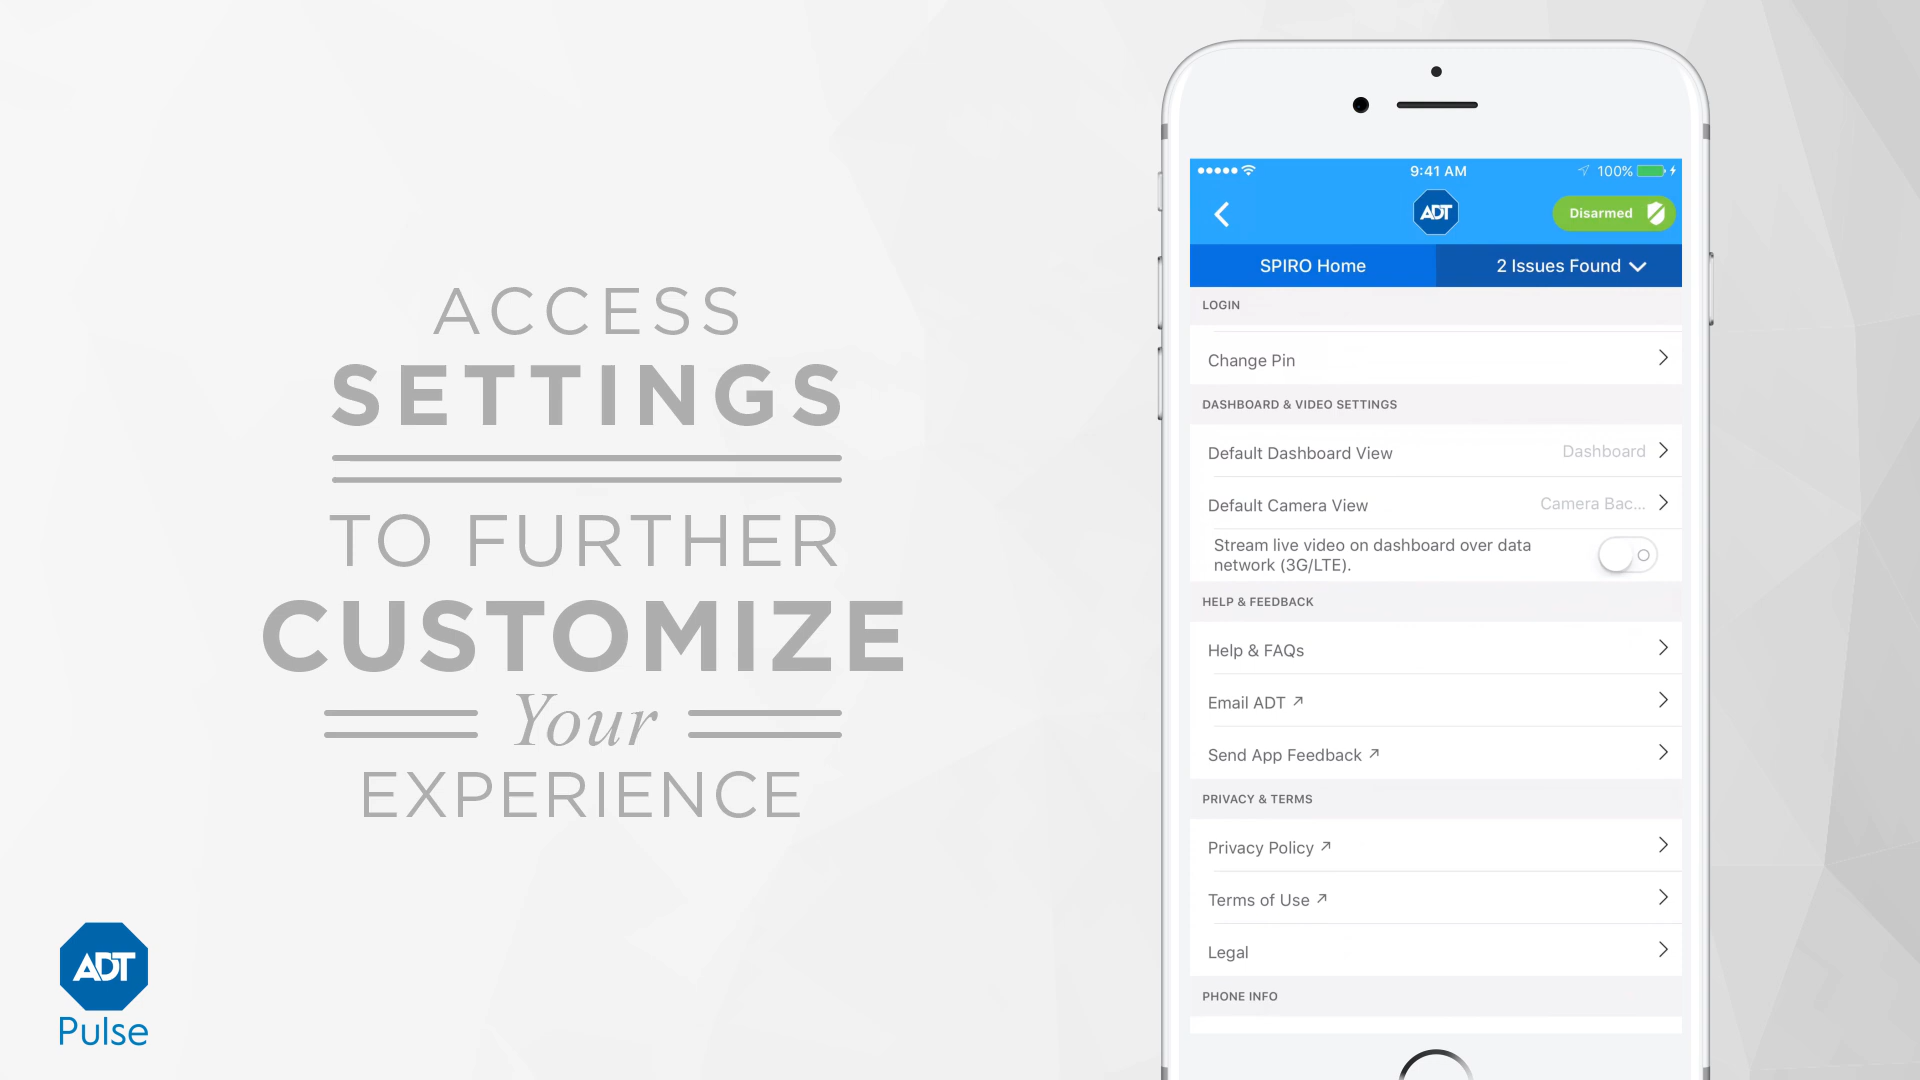 ACCESS
SETTINGS
TO FURTHER
CUSTOMIZE
Your
EXPERIENCE
ADT
Pulse
9:41 AM
100%
ADT
Disarmed
SPIRO Home
2 Issues Found
LOGIN
Change Pin
DASHBOARD & VIDEO SETTINGS
Default Dashboard View Dashboard
Default Camera View Camera Bac...
Stream live video on dashboard over data
network (3G/LTE).
HELP & FEEDBACK
Help & FAQs
Email ADT
Send App Feedback
PRIVACY & TERMS
Privacy Policy
Terms of Use
Legal
PHONE INFO